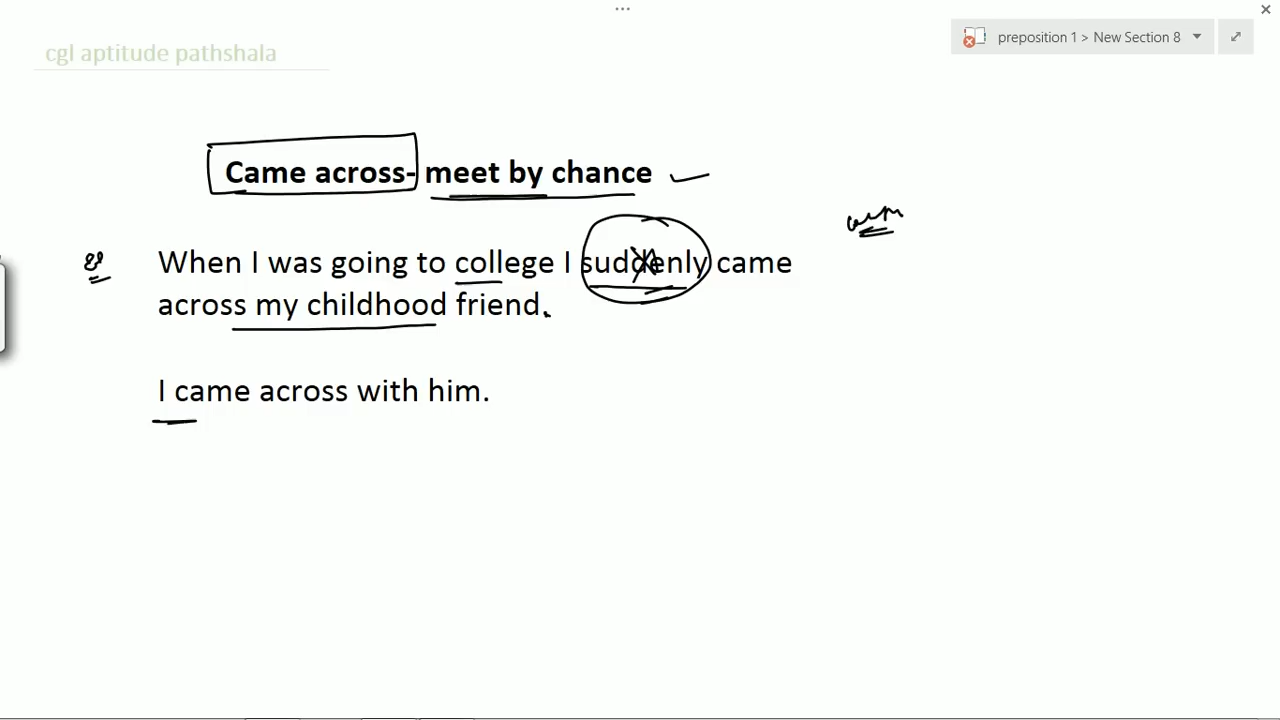 cgl aptitude pathshala
preposition 1 > New Section 8
Came across- meet by chance
When I was going to college I suddenly came
across my childhood friend.
I came across with him.